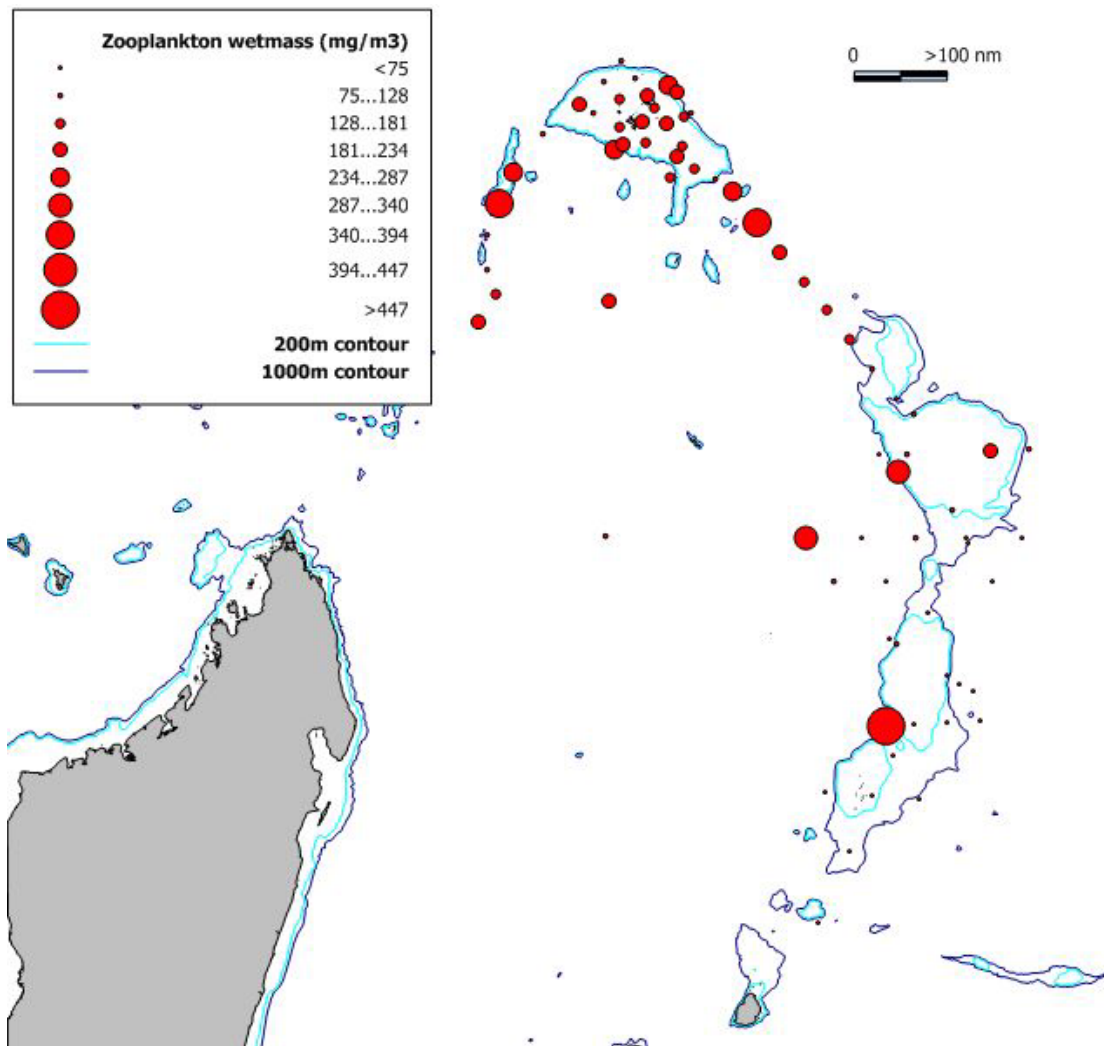 Zooplankton wetmass (mg/m3)
<75
75...128
128...181
181...234
234...287
287...340
340...394
394...447
>447
200m contour
1000m contour
0 >100 nm